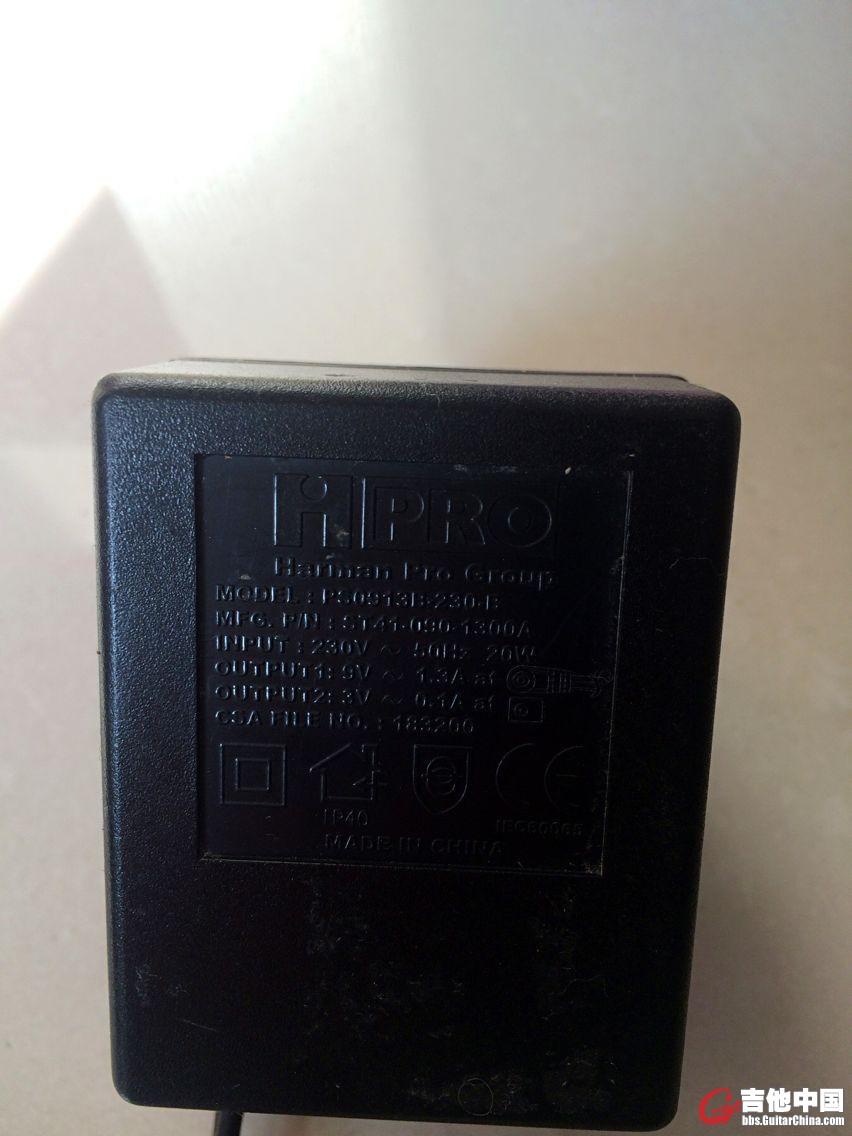 H PRO
Harman Pro Group
MODEL : PS0913B-230-E
MFG. P/N : ST41-090-1300A
INPUT : 230V ~ 50Hz 20W
OUTPUT1: 9V ~ 1.3A at
OUTPUT2: 3V ~ 0.1A at
CSA FILE NO. : 183200
CE
IP40 IEC60065
MADE IN CHINA
吉他中国
bbs.GuitarChina.com